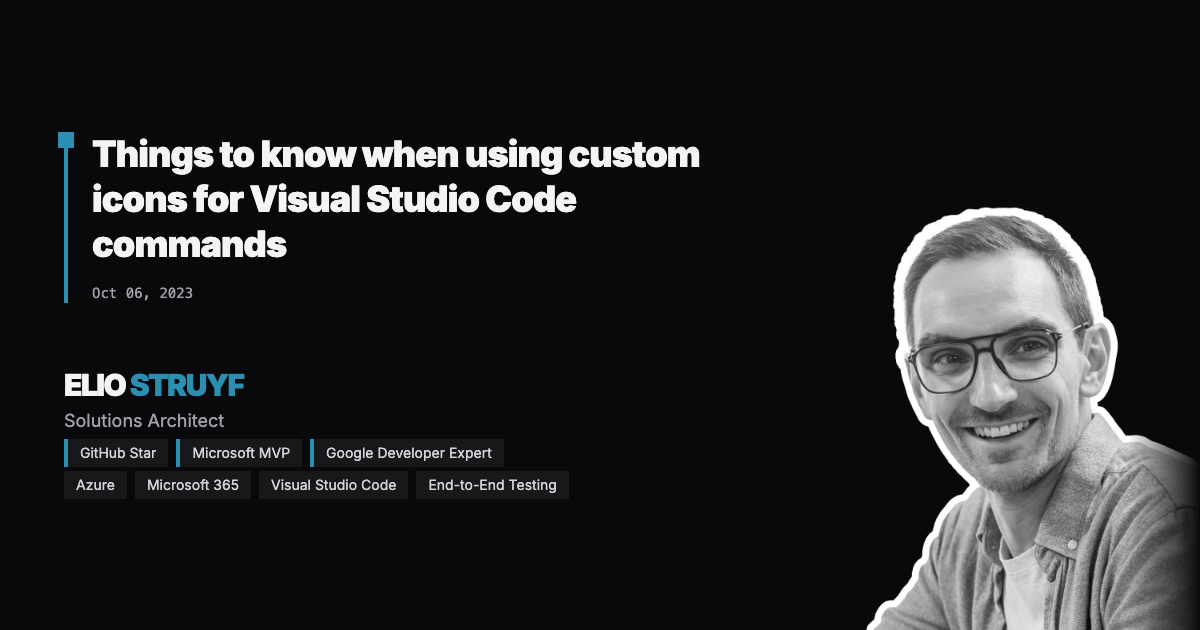 Things to know when using custom
icons for Visual Studio Code
commands
Oct 06, 2023
ELIO STRUYF
Solutions Architect
GitHub Star Microsoft MVP Google Developer Expert
Azure Microsoft 365 Visual Studio Code End-to-End Testing